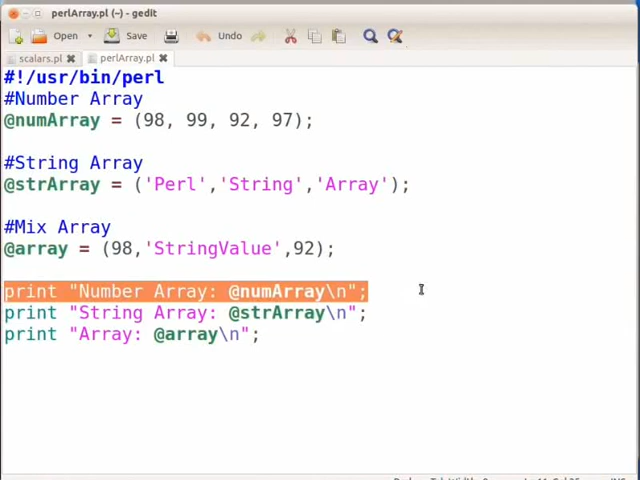 perlArray.pl (~) - gedit
Open Save Undo
scalars.pl perlArray.pl
#!/usr/bin/perl
#Number Array
@numArray = (98, 99, 92, 97);
#String Array
@strArray = ('Perl','String','Array');
#Mix Array
@array = (98,'StringValue',92);
print "Number Array: @numArray\n";
print "String Array: @strArray\n";
print "Array: @array\n";